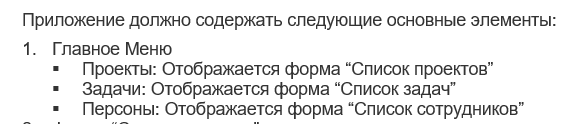 Приложение должно содержать следующие основные элементы:
1. Главное Меню
▪ Проекты: Отображается форма “Список проектов”
▪ Задачи: Отображается форма “Список задач”
▪ Персоны: Отображается форма “Список сотрудников”